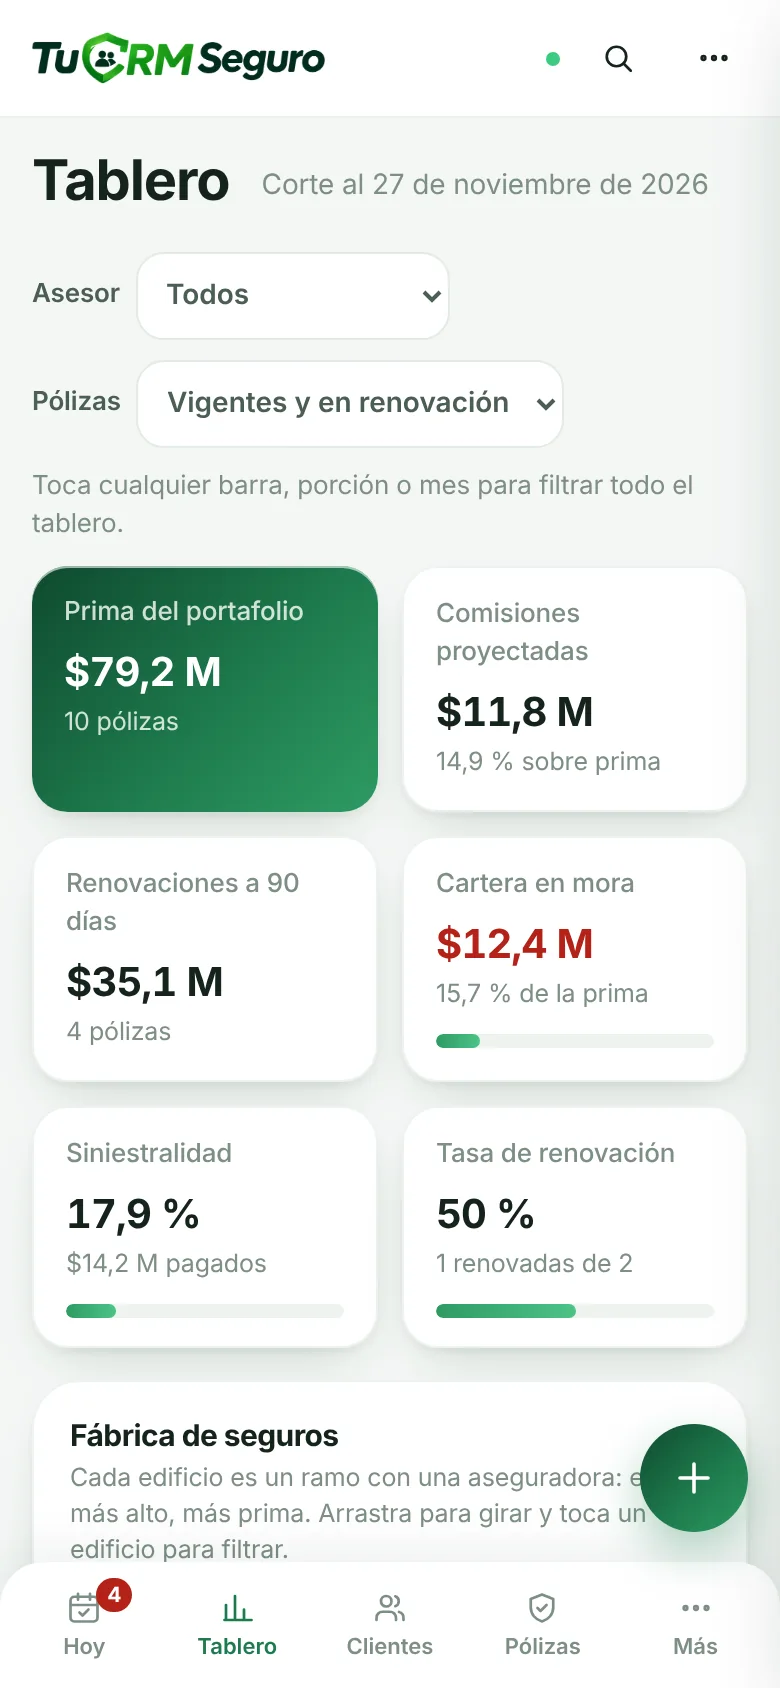 TuCRM Seguro
Tablero Corte al 27 de noviembre de 2026
Asesor Todos
Pólizas Vigentes y en renovación
Toca cualquier barra, porción o mes para filtrar todo el
tablero.
Prima del portafolio
$79,2 M
10 pólizas
Comisiones
proyectadas
$11,8 M
14,9 % sobre prima
Renovaciones a 90
días
$35,1 M
4 pólizas
Cartera en mora
$12,4 M
15,7 % de la prima
Siniestralidad
17,9 %
$14,2 M pagados
Tasa de renovación
50 %
1 renovadas de 2
Fábrica de seguros
Cada edificio es un ramo con una aseguradora:
más alto, más prima. Arrastra para girar y toca un
edificio para filtrar.
4
Hoy Tablero Clientes Pólizas Más